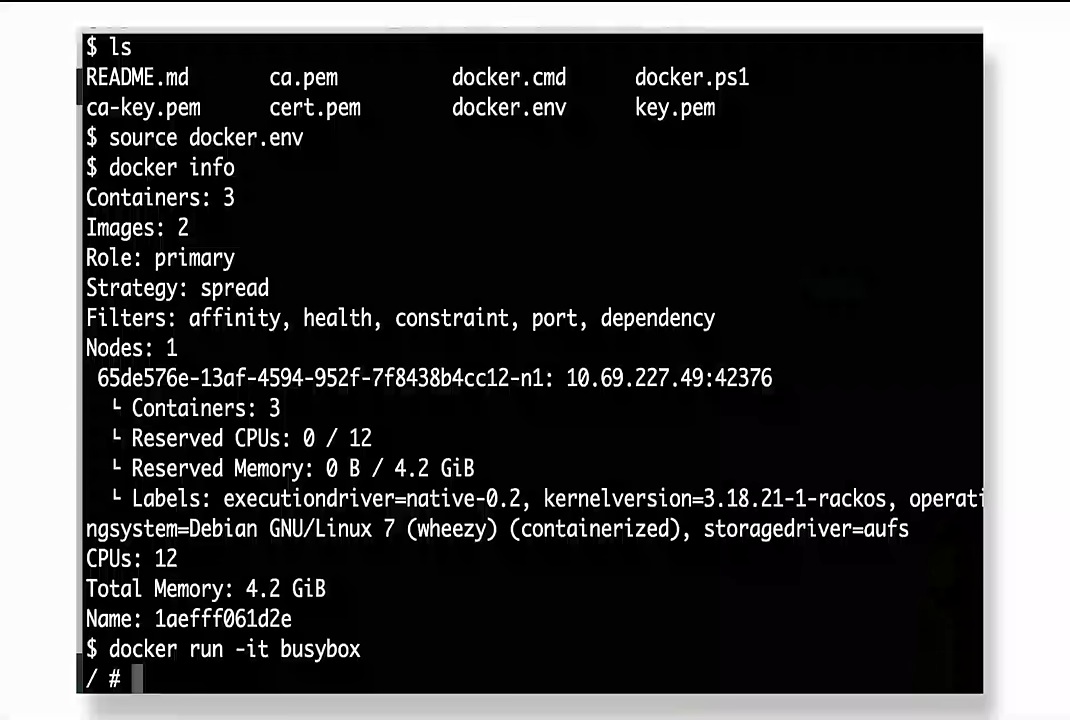 $ ls
README.md ca.pem docker.cmd docker.ps1
ca-key.pem cert.pem docker.env key.pem
$ source docker.env
$ docker info
Containers: 3
Images: 2
Role: primary
Strategy: spread
Filters: affinity, health, constraint, port, dependency
Nodes: 1
65de576e-13af-4594-952f-7f8438b4cc12-n1: 10.69.227.49:42376
└ Containers: 3
└ Reserved CPUs: 0 / 12
└ Reserved Memory: 0 B / 4.2 GiB
└ Labels: executiondriver=native-0.2, kernelversion=3.18.21-1-rackos, operati
ngsystem=Debian GNU/Linux 7 (wheezy) (containerized), storagedriver=aufs
CPUs: 12
Total Memory: 4.2 GiB
Name: 1aefff061d2e
$ docker run -it busybox
/ #